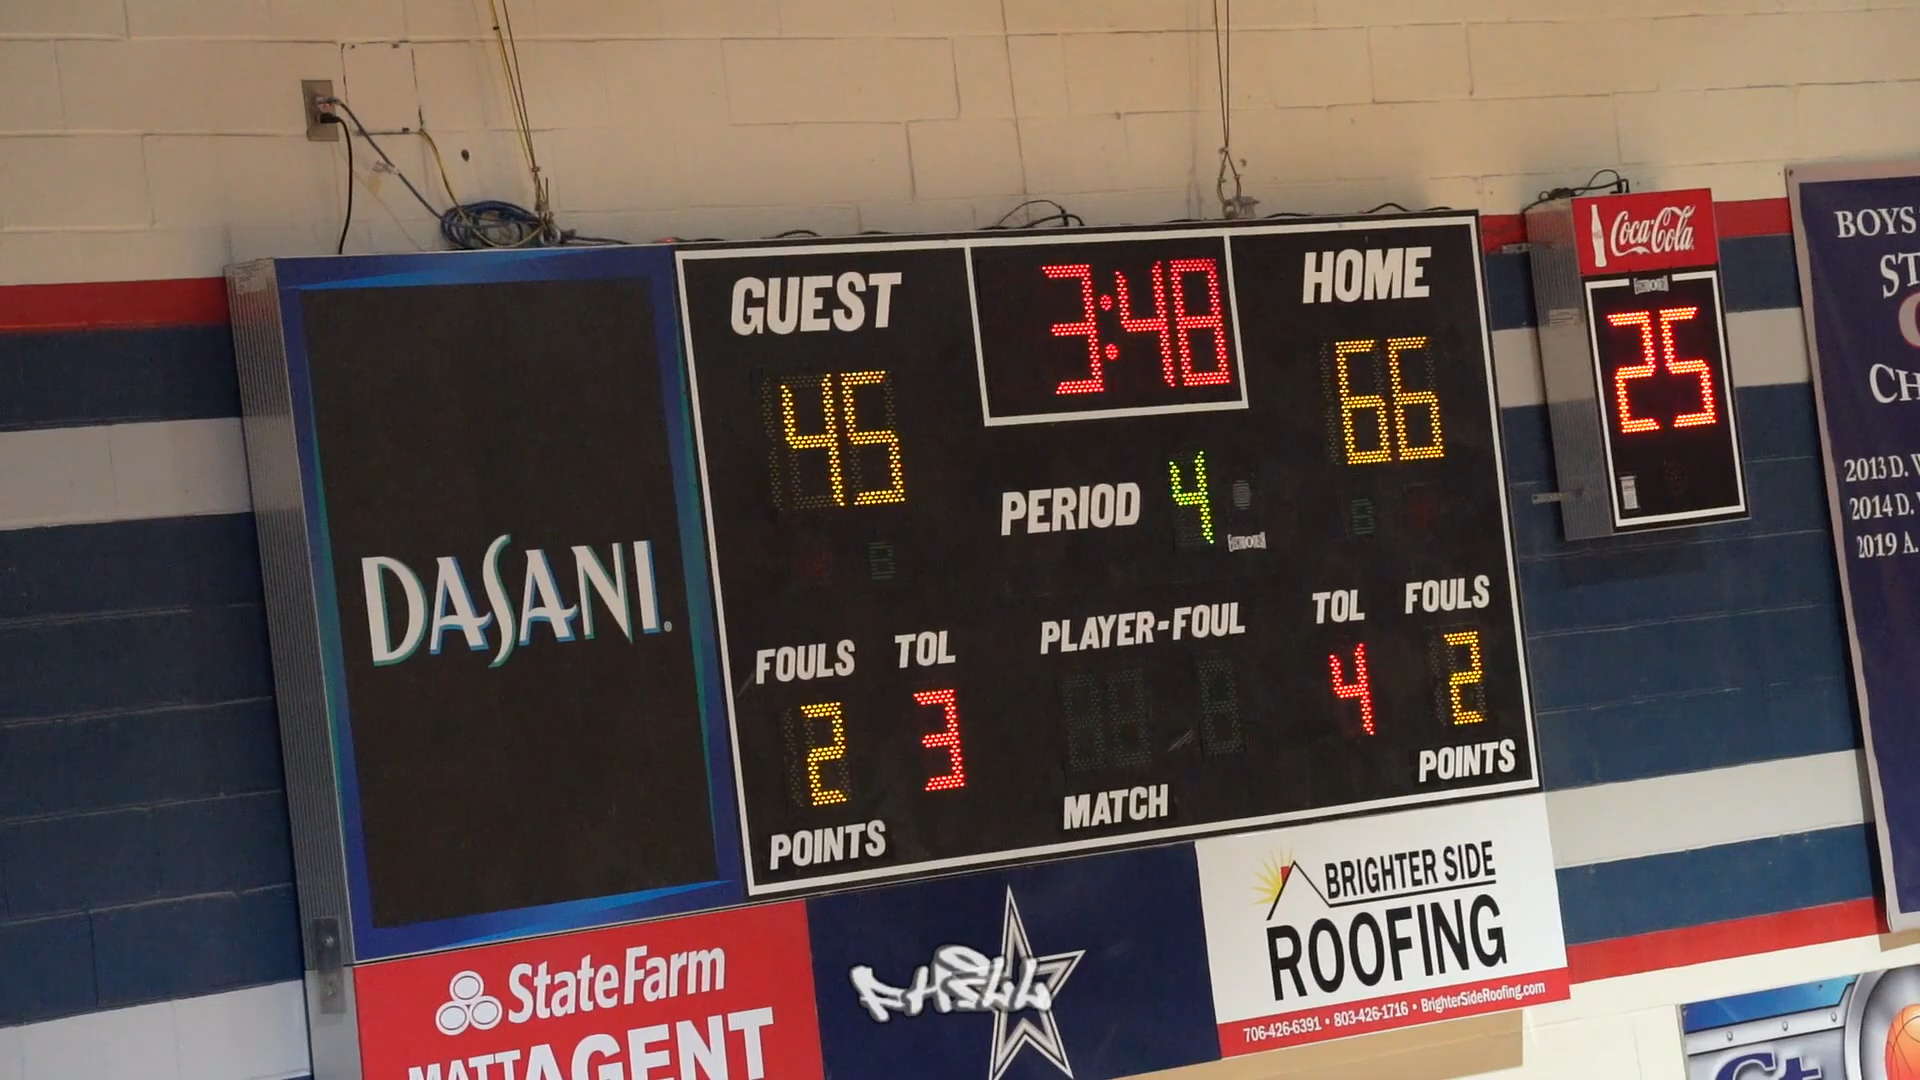 GUEST
3:48
HOME
45
66
PERIOD 4
FOULS TOL
PLAYER-FOUL
TOL FOULS
2 3
4 2
POINTS
MATCH
POINTS
DASANI
Coca-Cola
25
BOYS
ST
CH
2013 D.
2014 D.
2019 A.
StateFarm
MATT AGENT
PHILL
BRIGHTER SIDE
ROOFING
706-426-6391 • 803-426-1716 • BrighterSideRoofing.com